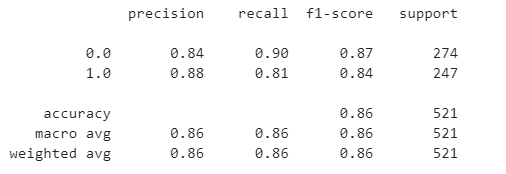 precision recall f1-score support
0.0 0.84 0.90 0.87 274
1.0 0.88 0.81 0.84 247
accuracy 0.86 521
macro avg 0.86 0.86 0.86 521
weighted avg 0.86 0.86 0.86 521